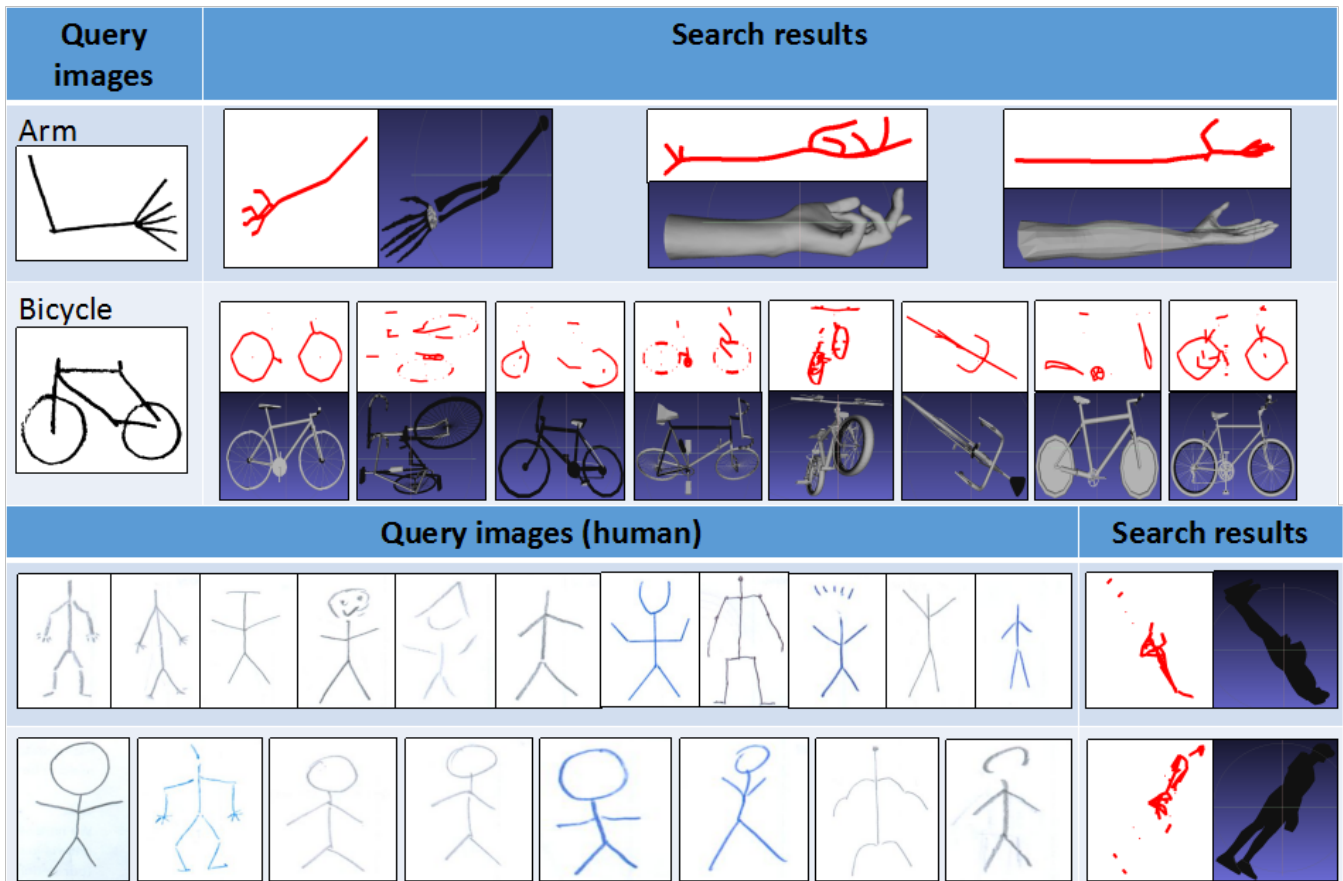 Query
images
Search results
Arm
Bicycle
Query images (human)
Search results